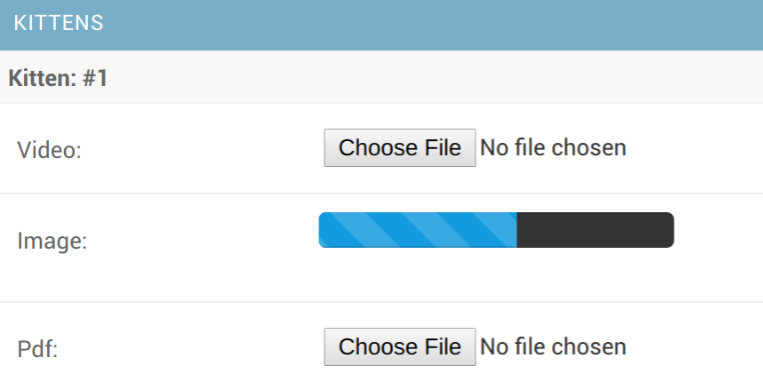 KITTENS
Kitten: #1
Video: Choose File No file chosen
Image:
Pdf: Choose File No file chosen